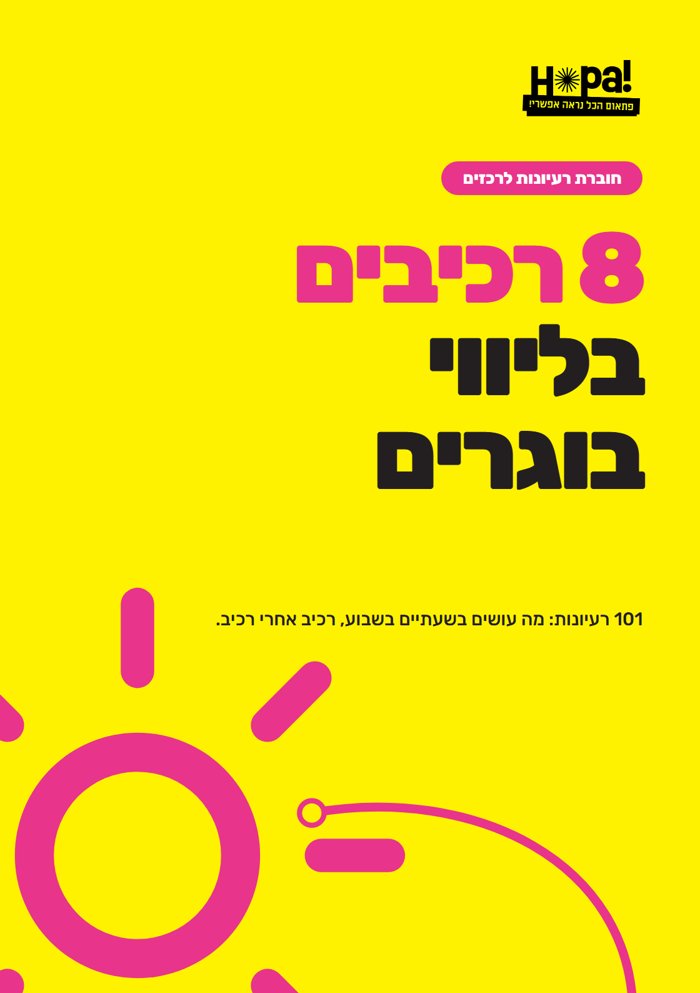 Hopa!
פתאום הכל נראה אפשרי!
חוברת רעיונות לרכזים
8 רכיבים
בליווי
בוגרים
101 רעיונות: מה עושים בשעתיים בשבוע, רכיב אחרי רכיב.